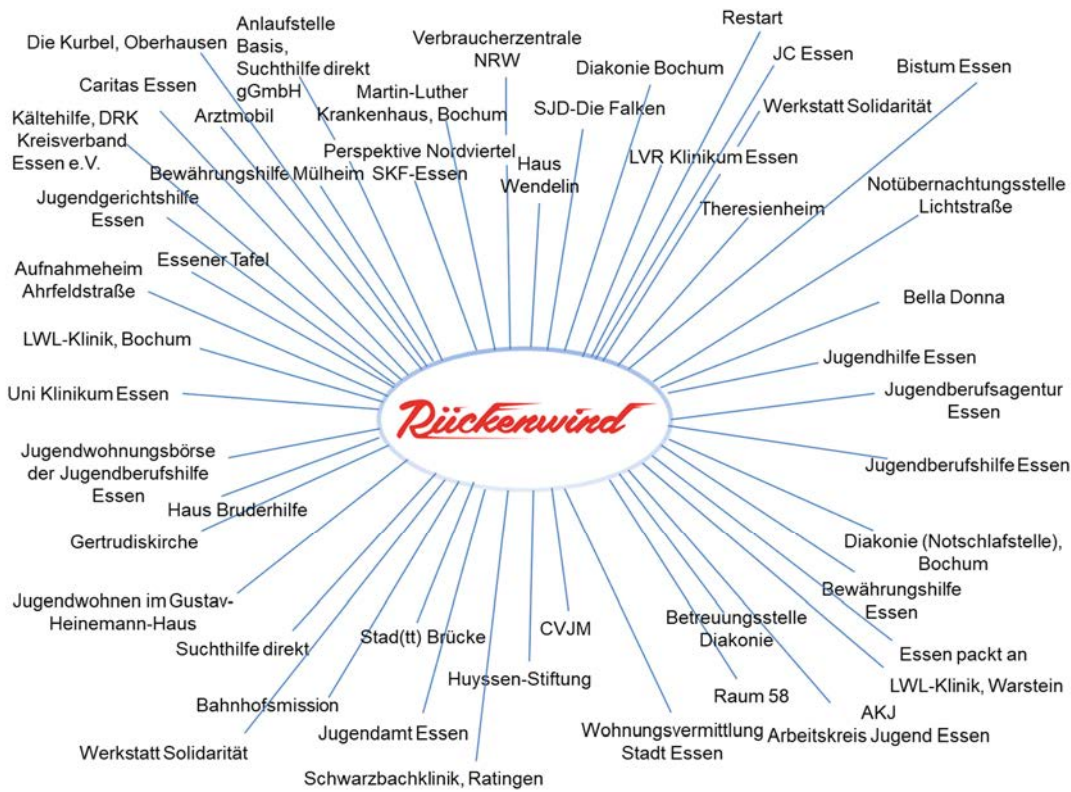 Restart
Anlaufstelle
Basis,
Suchthilfe direkt
gGmbH
Die Kurbel, Oberhausen
Verbraucherzentrale
NRW
JC Essen
Diakonie Bochum
Bistum Essen
Caritas Essen
Martin-Luther
Krankenhaus, Bochum
SJD-Die Falken
Werkstatt Solidarität
Kältehilfe, DRK
Kreisverband
Essen e.V.
Arztmobil
Perspektive Nordviertel
SKF-Essen
Haus
Wendelin
LVR Klinikum Essen
Bewährungshilfe Mülheim
Notübernachtungsstelle
Lichtstraße
Jugendgerichtshilfe
Essen
Theresienheim
Essener Tafel
Aufnahmeheim
Ahrfeldstraße
Bella Donna
LWL-Klinik, Bochum
Jugendhilfe Essen
Uni Klinikum Essen
Jugendberufsagentur
Essen
Rückenwind
Jugendwohnungsbörse
der Jugendberufshilfe
Essen
Jugendberufshilfe Essen
Haus Bruderhilfe
Gertrudiskirche
Diakonie (Notschlafstelle),
Bochum
Jugendwohnen im Gustav-
Heinemann-Haus
Bewährungshilfe
Essen
Suchthilfe direkt
Stad(tt) Brücke
CVJM
Betreuungsstelle
Diakonie
Essen packt an
Huyssen-Stiftung
LWL-Klinik, Warstein
Raum 58
Bahnhofsmission
AKJ
Arbeitskreis Jugend Essen
Jugendamt Essen
Wohnungsvermittlung
Stadt Essen
Werkstatt Solidarität
Schwarzbachklinik, Ratingen